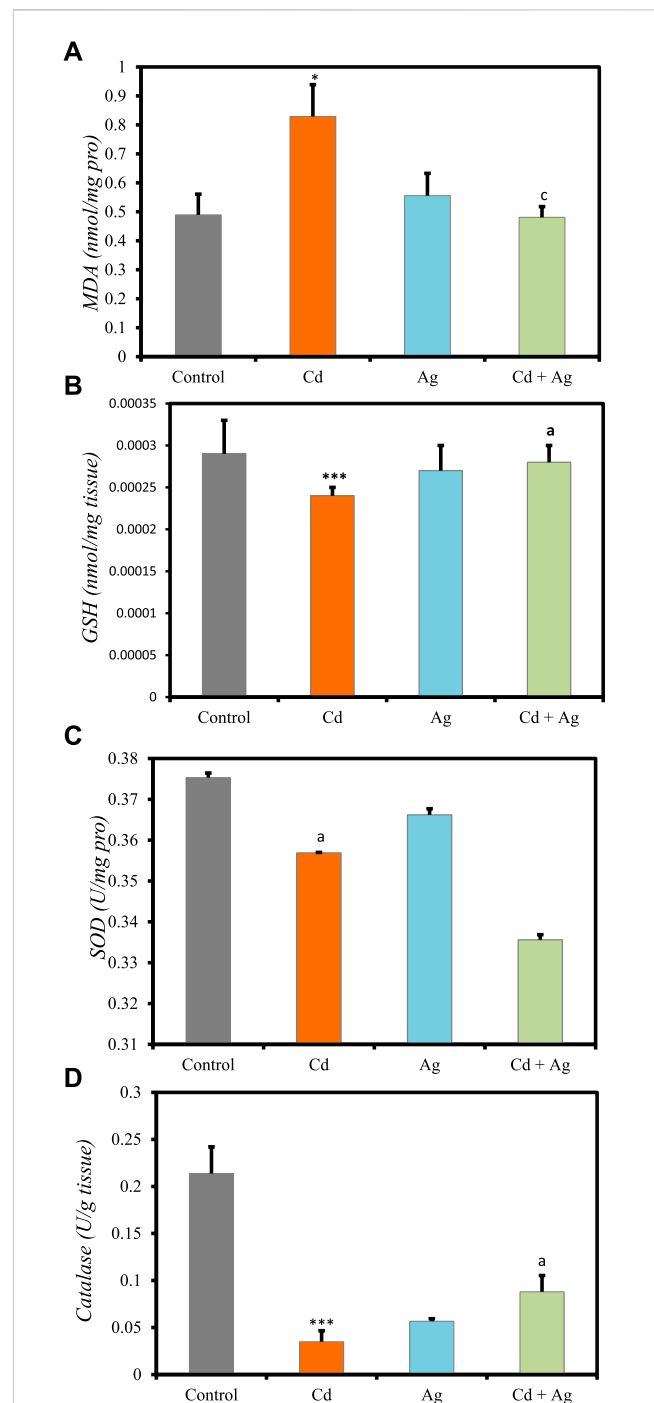 A
MDA (nmol/mg pro)
1
0.9
0.8
0.7
0.6
0.5
0.4
0.3
0.2
0.1
0
*
c
Control Cd Ag Cd + Ag
B
GSH (nmol/mg tissue)
0.00035
0.0003
0.00025
0.0002
0.00015
0.0001
0.00005
0
***
a
Control Cd Ag Cd + Ag
C
SOD (U/mg pro)
0.38
0.37
0.36
0.35
0.34
0.33
0.32
0.31
a
Control Cd Ag Cd + Ag
D
Catalase (U/g tissue)
0.3
0.25
0.2
0.15
0.1
0.05
0
***
a
Control Cd Ag Cd + Ag